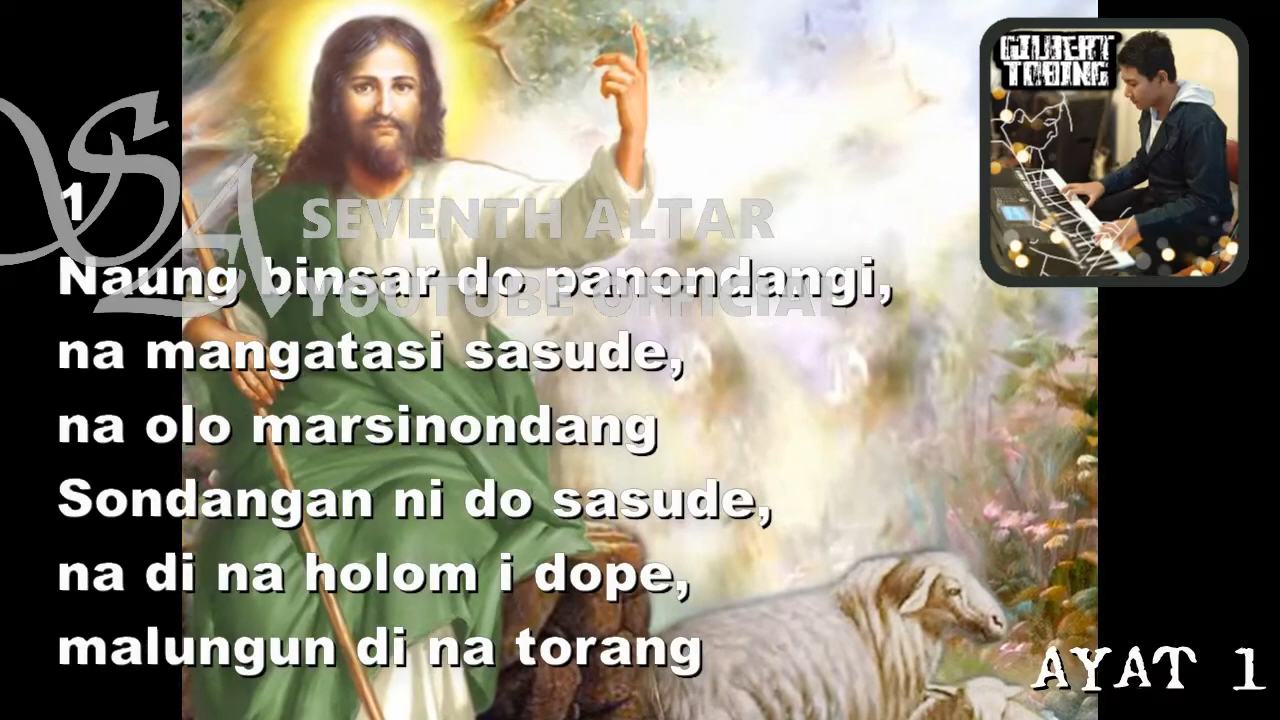 GILBERT
TOBING
SA
1
SEVENTH ALTAR
Naung binsar do panondangi,
YOUTUBE OFFICIAL
na mangatasi sasude,
na olo marsinondang
Sondangan ni do sasude,
na di na holom i dope,
malungun di na torang
AYAT 1